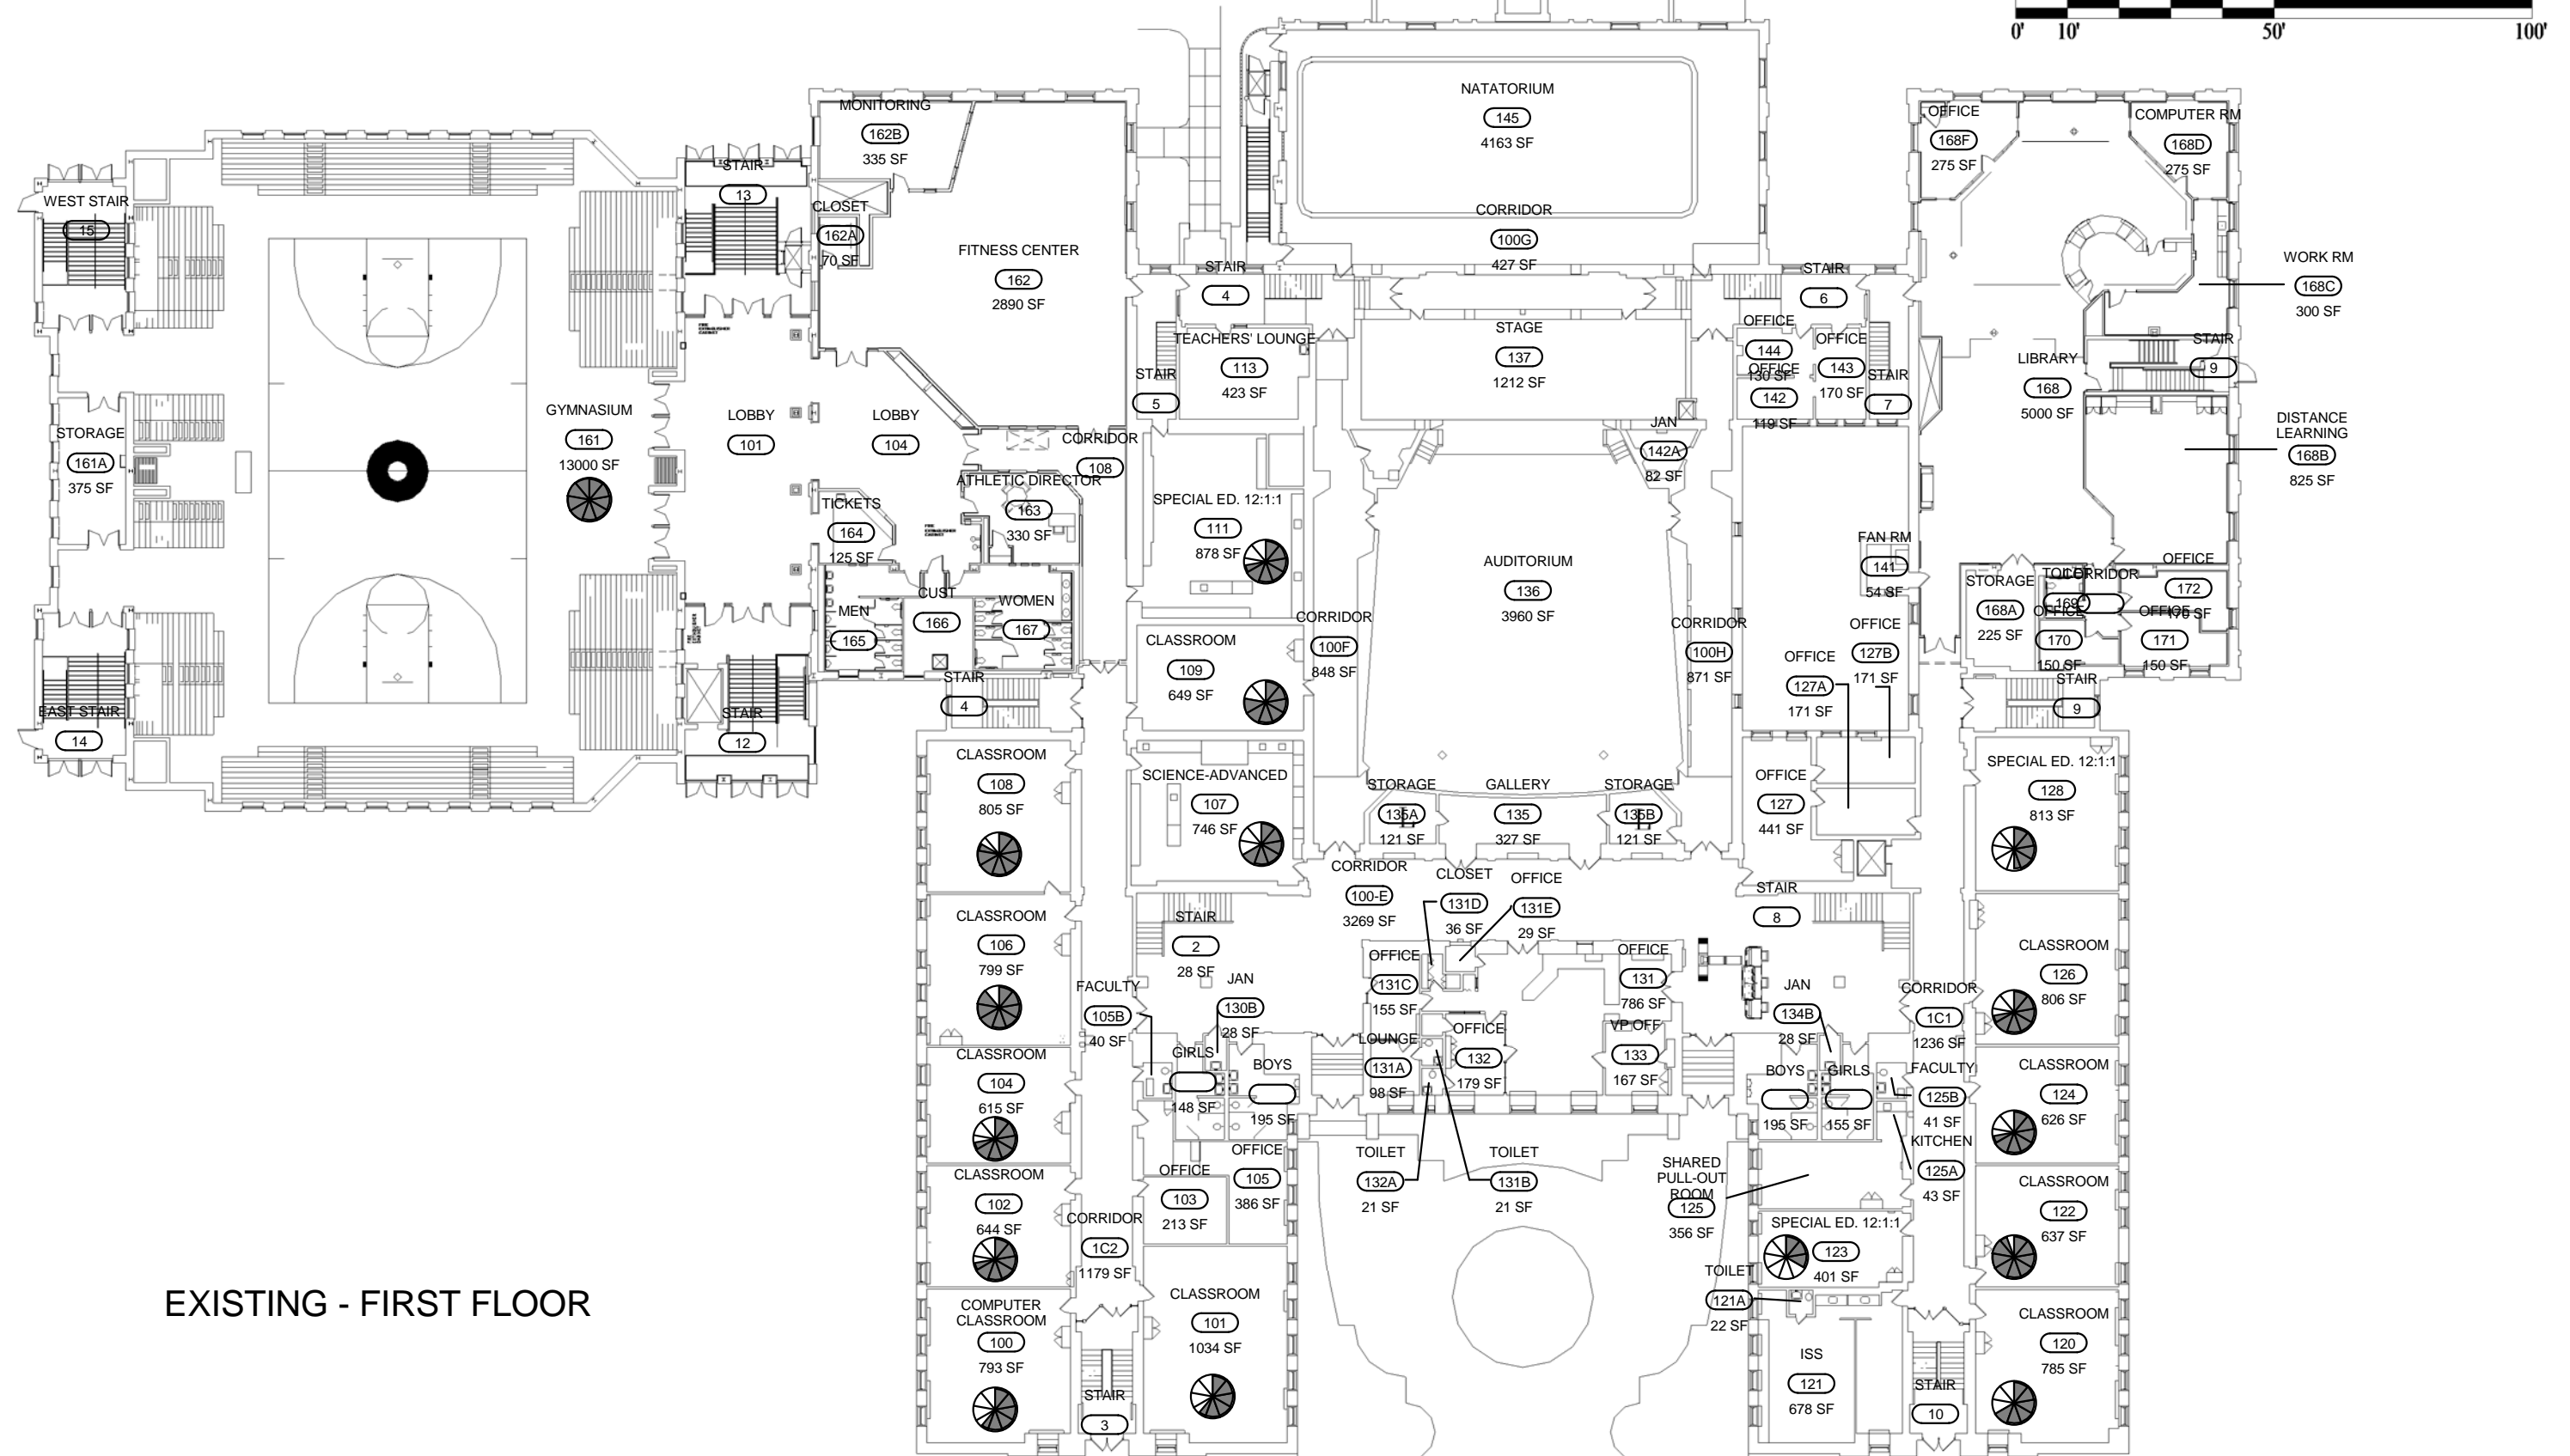 0' 10' 50' 100'
NATATORIUM
145
4163 SF
CORRIDOR
100G
427 SF
MONITORING
162B
335 SF
STAIR
13
CLOSET
162A
70 SF
FITNESS CENTER
162
2890 SF
WEST STAIR
15
STORAGE
161A
375 SF
EAST STAIR
14
GYMNASIUM
161
13000 SF
LOBBY
101
LOBBY
104
CORRIDOR
108
ATHLETIC DIRECTOR
163
330 SF
TICKETS
164
125 SF
MEN
165
CUST
166
WOMEN
167
STAIR
12
STAIR
4
STAIR
4
STAIR
5
TEACHERS' LOUNGE
113
423 SF
STAGE
137
1212 SF
STAIR
6
OFFICE
144
130 SF
OFFICE
143
170 SF
OFFICE
142
119 SF
STAIR
7
JAN
142A
82 SF
OFFICE
168F
275 SF
COMPUTER RM
168D
275 SF
WORK RM
168C
300 SF
STAIR
9
LIBRARY
168
5000 SF
DISTANCE
LEARNING
168B
825 SF
SPECIAL ED. 12:1:1
111
878 SF
AUDITORIUM
136
3960 SF
FAN RM
141
54 SF
STORAGE
168A
225 SF
TOILET
169
CORRIDOR
OFFICE
172
175 SF
OFFICE
170
150 SF
OFFICE
171
150 SF
STAIR
9
CLASSROOM
109
649 SF
CORRIDOR
100F
848 SF
CORRIDOR
100H
871 SF
OFFICE
127B
171 SF
OFFICE
127A
171 SF
OFFICE
127
441 SF
CLASSROOM
108
805 SF
SCIENCE-ADVANCED
107
746 SF
STORAGE
135A
121 SF
GALLERY
135
327 SF
STORAGE
135B
121 SF
SPECIAL ED. 12:1:1
128
813 SF
CORRIDOR
100-E
3269 SF
CLOSET
131D
36 SF
OFFICE
131E
29 SF
STAIR
8
CLASSROOM
106
799 SF
STAIR
2
28 SF
OFFICE
131C
155 SF
OFFICE
131
786 SF
CLASSROOM
126
806 SF
FACULTY
105B
40 SF
JAN
130B
28 SF
JAN
134B
28 SF
CORRIDOR
1C1
1236 SF
CLASSROOM
104
615 SF
GIRLS
148 SF
BOYS
195 SF
LOUNGE
131A
98 SF
OFFICE
132
179 SF
VP OFF
133
167 SF
BOYS
195 SF
GIRLS
155 SF
FACULTY
125B
41 SF
CLASSROOM
124
626 SF
KITCHEN
125A
43 SF
CLASSROOM
102
644 SF
OFFICE
103
213 SF
OFFICE
105
386 SF
TOILET
132A
21 SF
TOILET
131B
21 SF
SHARED
PULL-OUT
ROOM
125
356 SF
CLASSROOM
122
637 SF
CORRIDOR
1C2
1179 SF
SPECIAL ED. 12:1:1
123
401 SF
TOILET
121A
22 SF
COMPUTER
CLASSROOM
100
793 SF
CLASSROOM
101
1034 SF
STAIR
3
ISS
121
678 SF
STAIR
10
CLASSROOM
120
785 SF
EXISTING - FIRST FLOOR